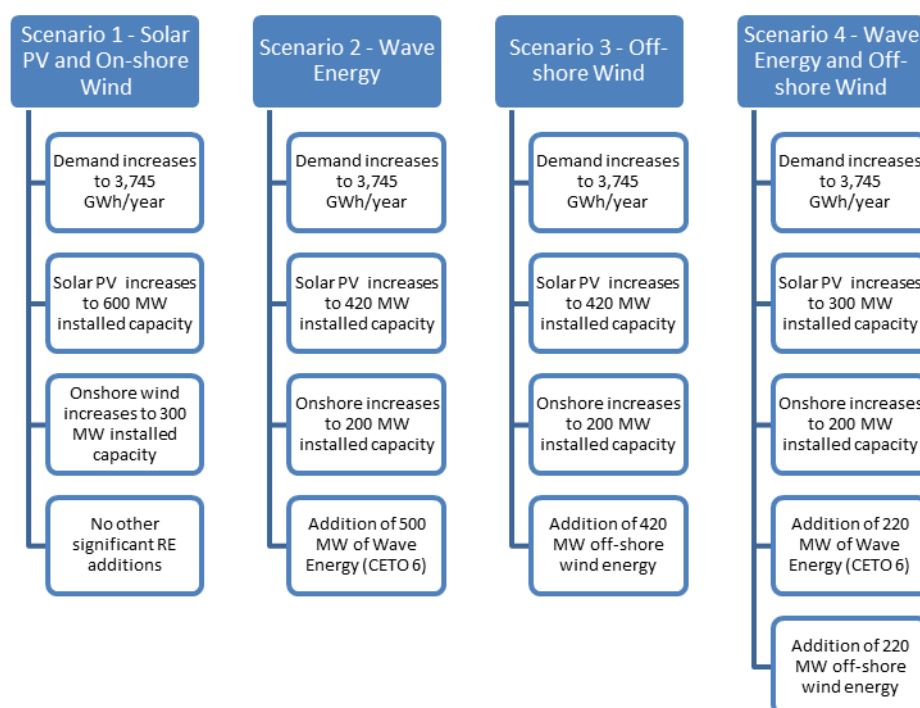 Scenario 1 - Solar
PV and On-shore
Wind
Demand increases
to 3,745
GWh/year
Solar PV increases
to 600 MW
installed capacity
Onshore wind
increases to 300
MW installed
capacity
No other
significant RE
additions
Scenario 2 - Wave
Energy
Demand increases
to 3,745
GWh/year
Solar PV increases
to 420 MW
installed capacity
Onshore increases
to 200 MW
installed capacity
Addition of 500
MW of Wave
Energy (CETO 6)
Scenario 3 - Off-
shore Wind
Demand increases
to 3,745
GWh/year
Solar PV increases
to 420 MW
installed capacity
Onshore increases
to 200 MW
installed capacity
Addition of 420
MW off-shore
wind energy
Scenario 4 - Wave
Energy and Off-
shore Wind
Demand increases
to 3,745
GWh/year
Solar PV increases
to 300 MW
installed capacity
Onshore increases
to 200 MW
installed capacity
Addition of 220
MW of Wave
Energy (CETO 6)
Addition of 220
MW off-shore
wind energy